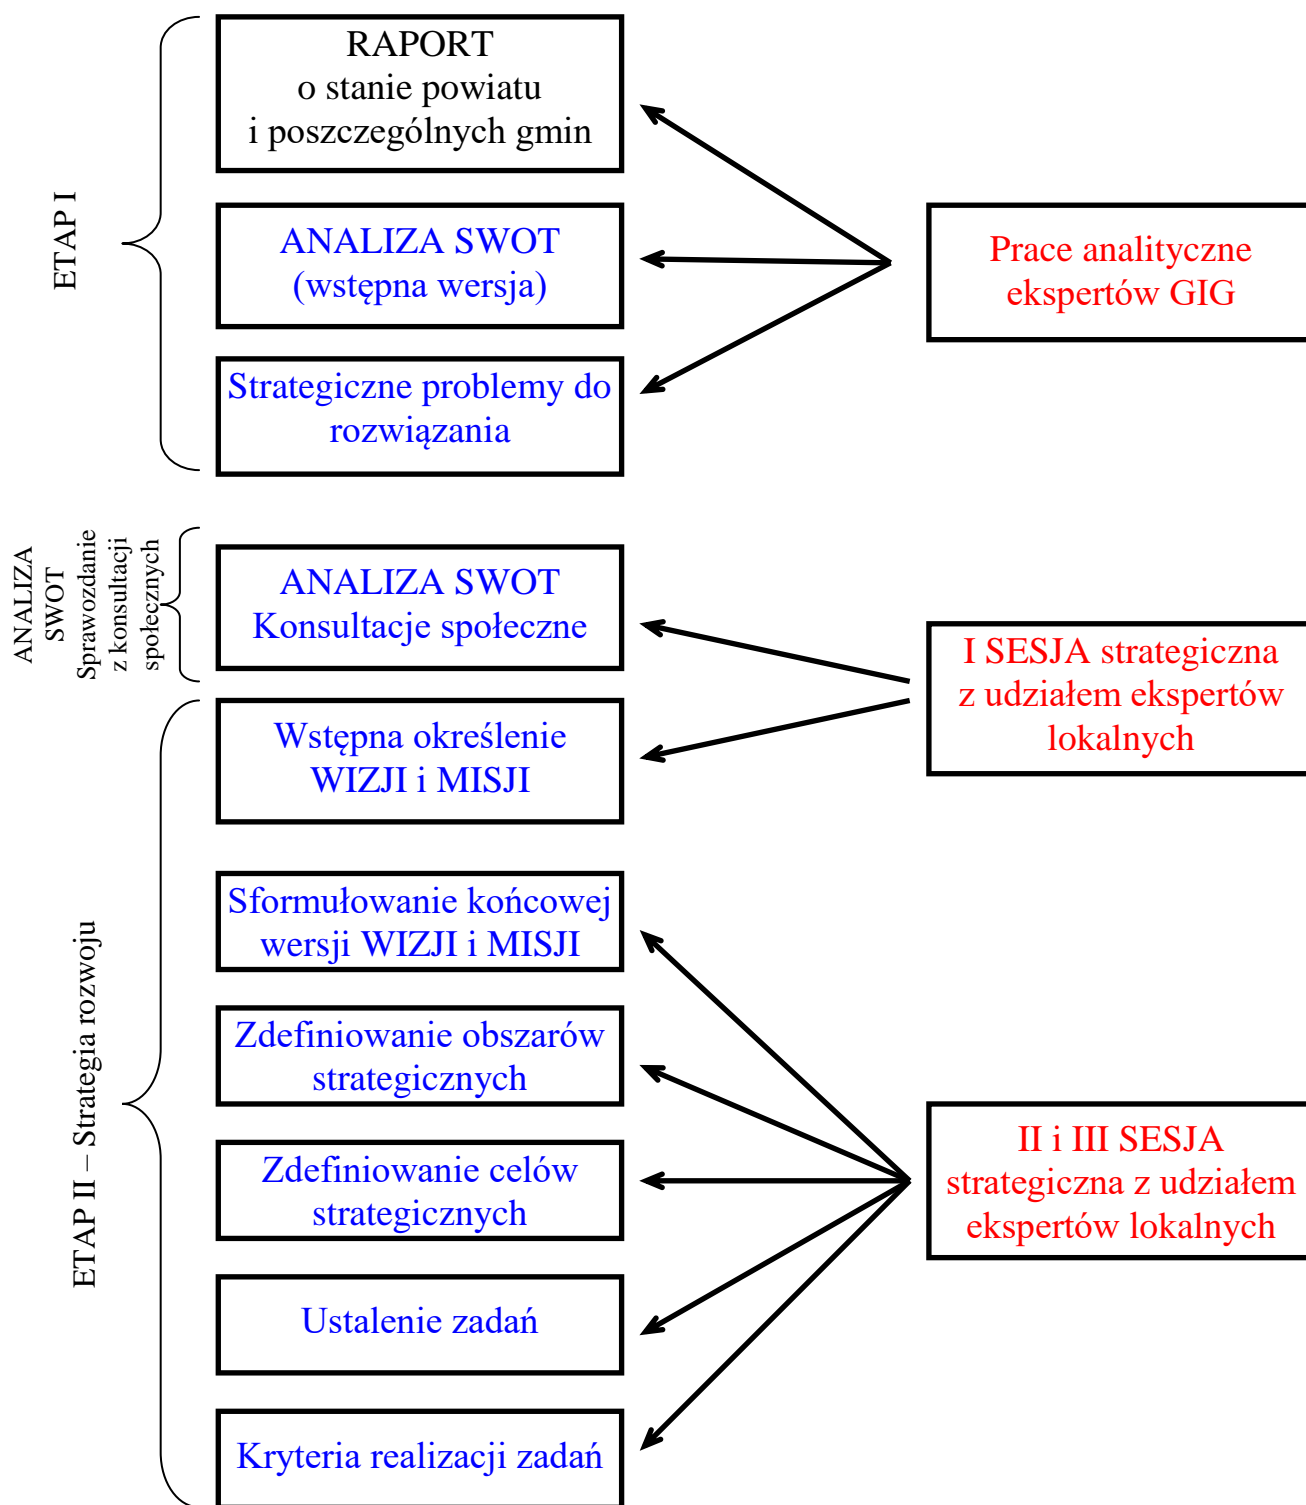 ETAP I
RAPORT
o stanie powiatu
i poszczególnych gmin
ANALIZA SWOT
(wstępna wersja)
Strategiczne problemy do
rozwiązania
Prace analityczne
ekspertów GIG
ANALIZA
SWOT
Sprawozdanie
z konsultacji
społecznych
ANALIZA SWOT
Konsultacje społeczne
I SESJA strategiczna
z udziałem ekspertów
lokalnych
ETAP II – Strategia rozwoju
Wstępna określenie
WIZJI i MISJI
Sformułowanie końcowej
wersji WIZJI i MISJI
Zdefiniowanie obszarów
strategicznych
Zdefiniowanie celów
strategicznych
Ustalenie zadań
Kryteria realizacji zadań
II i III SESJA
strategiczna z udziałem
ekspertów lokalnych